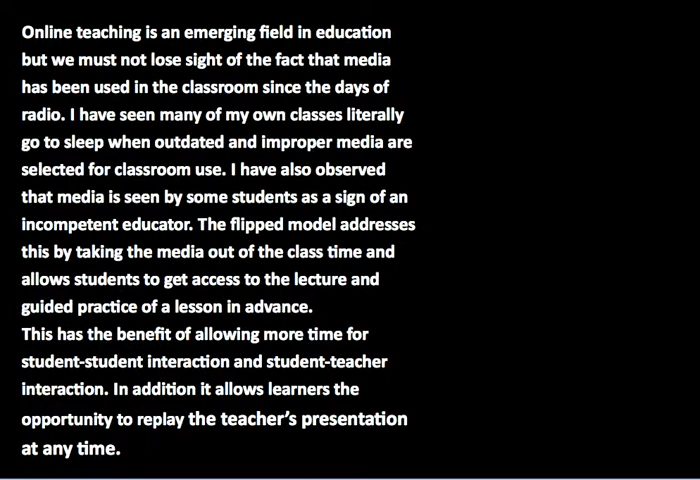 Online teaching is an emerging field in education
but we must not lose sight of the fact that media
has been used in the classroom since the days of
radio. I have seen many of my own classes literally
go to sleep when outdated and improper media are
selected for classroom use. I have also observed
that media is seen by some students as a sign of an
incompetent educator. The flipped model addresses
this by taking the media out of the class time and
allows students to get access to the lecture and
guided practice of a lesson in advance.
This has the benefit of allowing more time for
student-student interaction and student-teacher
interaction. In addition it allows learners the
opportunity to replay the teacher’s presentation
at any time.